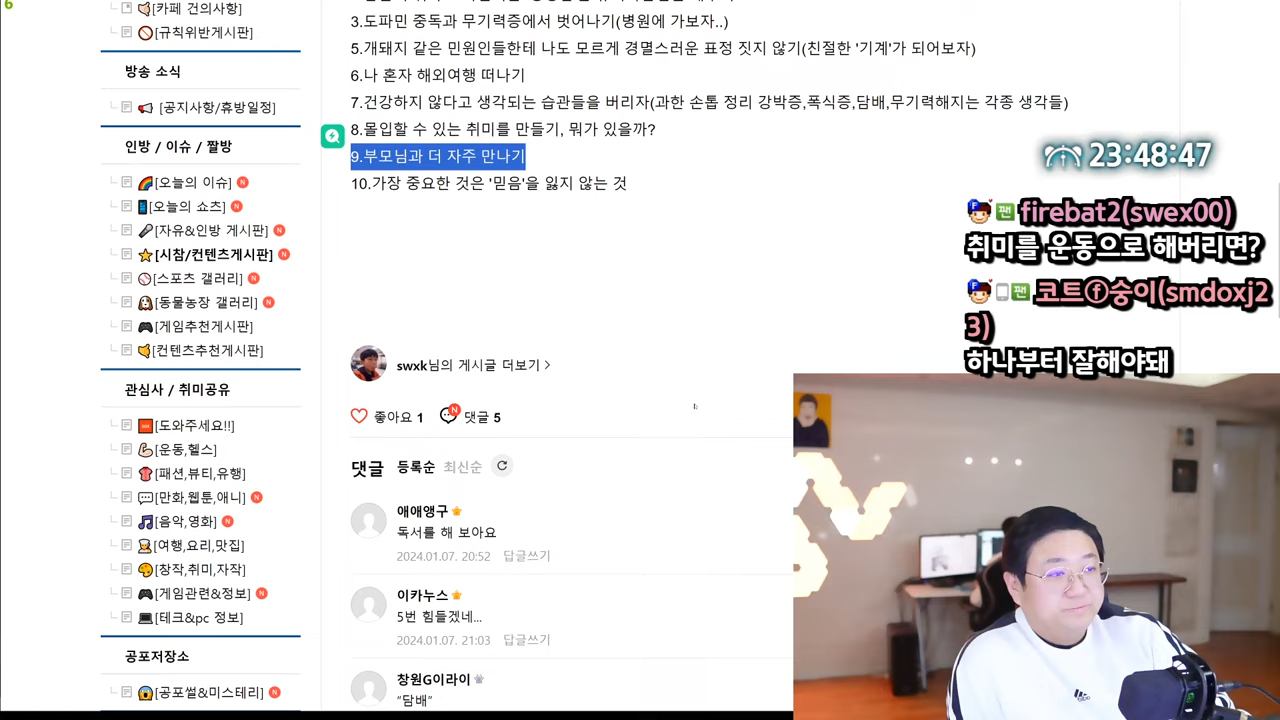 6
[카페 건의사항]
[규칙위반게시판]
방송 소식
[공지사항/휴방일정]
인방 / 이슈 / 짤방
[오늘의 이슈] N
[오늘의 쇼츠] N
[자유&인방 게시판] N
[시참/컨텐츠게시판] N
[스포츠 갤러리] N
[동물농장 갤러리] N
[게임추천게시판]
[컨텐츠추천게시판]
관심사 / 취미공유
[도와주세요!!]
[운동,헬스]
[패션,뷰티,유행]
[만화,웹툰,애니] N
[음악,영화] N
[여행,요리,맛집]
[창작,취미,자작]
[게임관련&정보] N
[테크&pc 정보]
공포저장소
[공포썰&미스테리] N
3.도파민 중독과 무기력증에서 벗어나기(병원에 가보자..)
5.개돼지 같은 민원인들한테 나도 모르게 경멸스러운 표정 짓지 않기(친절한 '기계'가 되어보자)
6.나 혼자 해외여행 떠나기
7.건강하지 않다고 생각되는 습관들을 버리자(과한 손톱 정리 강박증,폭식증,담배,무기력해지는 각종 생각들)
8.몰입할 수 있는 취미를 만들기, 뭐가 있을까?
9.부모님과 더 자주 만나기
10.가장 중요한 것은 '믿음'을 잃지 않는 것
swxk님의 게시글 더보기
좋아요 1 N 댓글 5
댓글 등록순 최신순
애애앵구
독서를 해 보아요
2024.01.07. 20:52 답글쓰기
이카누스
5번 힘들겠네...
2024.01.07. 21:03 답글쓰기
창원G이라이
“담배”
23:48:47
F 팬 firebat2(swex00)
취미를 운동으로 해버리면?
F 팬 코트ⓕ숭이(smdoxj2
3)
하나부터 잘해야돼